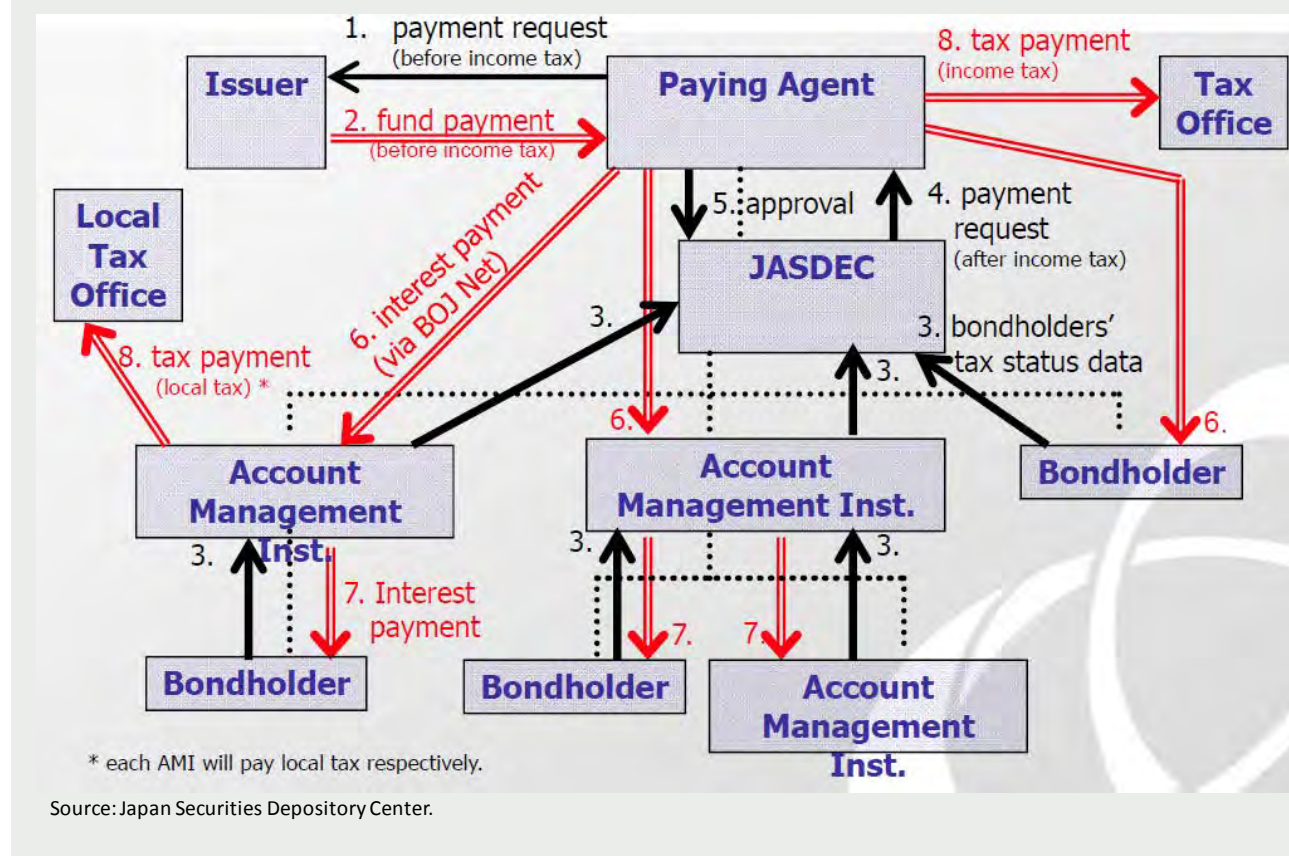 1. payment request
(before income tax)
8. tax payment
(income tax)
Issuer
Paying Agent
Tax
Office
2. fund payment
(before income tax)
6. interest payment
(via BOJ Net)
5. approval
4. payment
request
(after income tax)
Local
Tax
Office
JASDEC
3.
3. bondholders'
tax status data
8. tax payment
(local tax) *
3.
6.
6.
Account
Management
Inst.
Account
Management Inst.
Bondholder
3.
3.
3.
7. Interest
payment
7.
7.
Bondholder
Bondholder
Account
Management
Inst.
* each AMI will pay local tax respectively.
Source: Japan Securities Depository Center.